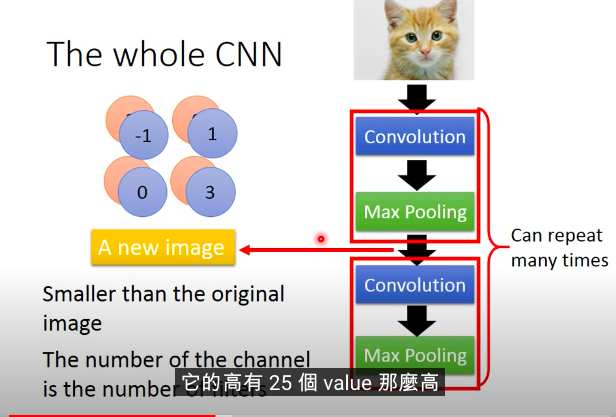 The whole CNN
-1
1
0
3
A new image
Smaller than the original
image
The number of the channel
is the number of filters
Convolution
Max Pooling
Convolution
Max Pooling
Can repeat
many times
它的高有 25 個 value 那麼高